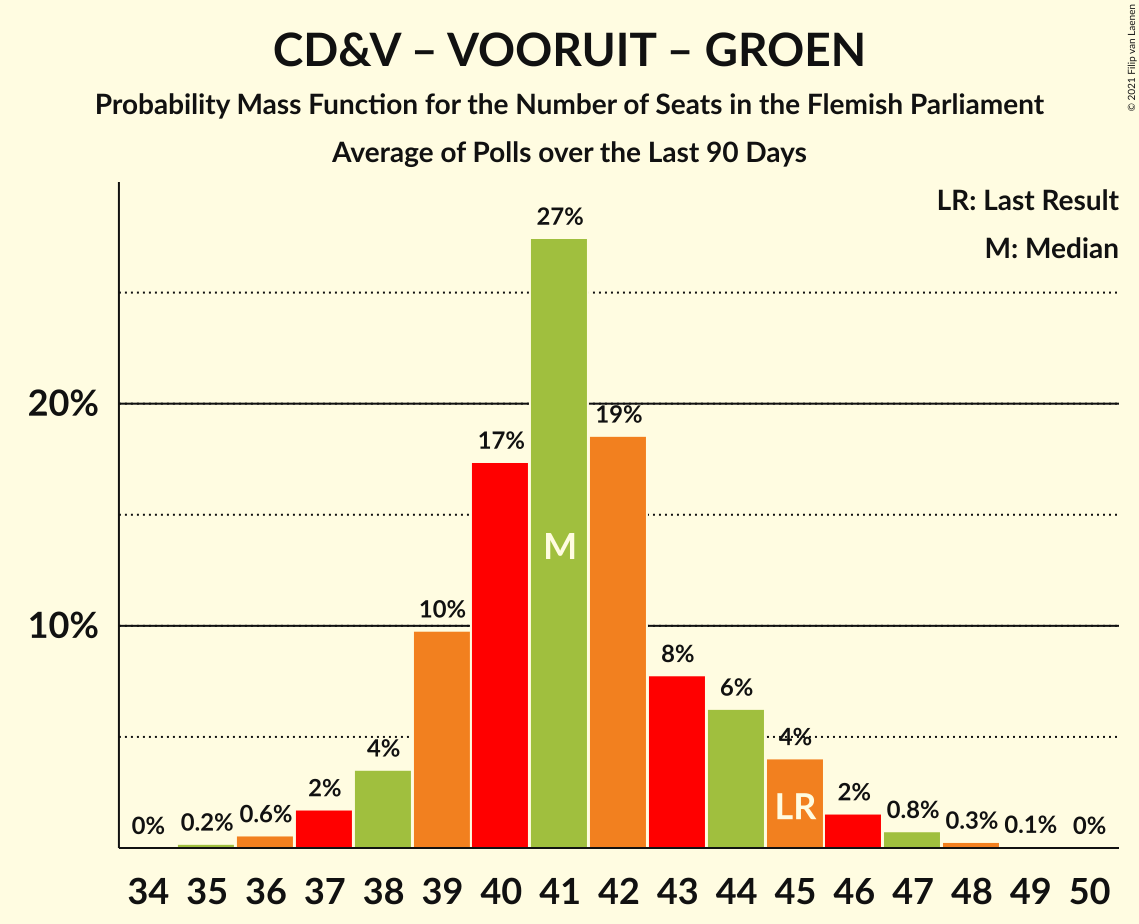 CD&V – VOORUIT – GROEN
Probability Mass Function for the Number of Seats in the Flemish Parliament
Average of Polls over the Last 90 Days
© 2021 Filip van Laenen
LR: Last Result
M: Median
27%
20%
19%
17%
M
10%
10%
8%
6%
4%
4%
2%
LR
2%
0% 0.2% 0.6% 0.8% 0.3% 0.1% 0%
34 35 36 37 38 39 40 41 42 43 44 45 46 47 48 49 50